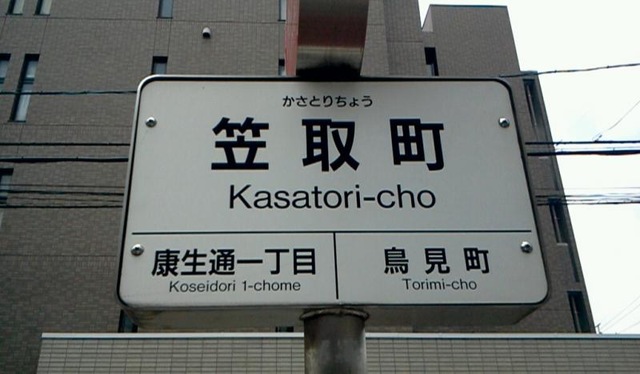 かさとりちょう
笠取町
Kasatori-cho
康生通一丁目
Koseidori 1-chome
鳥見町
Torimi-cho